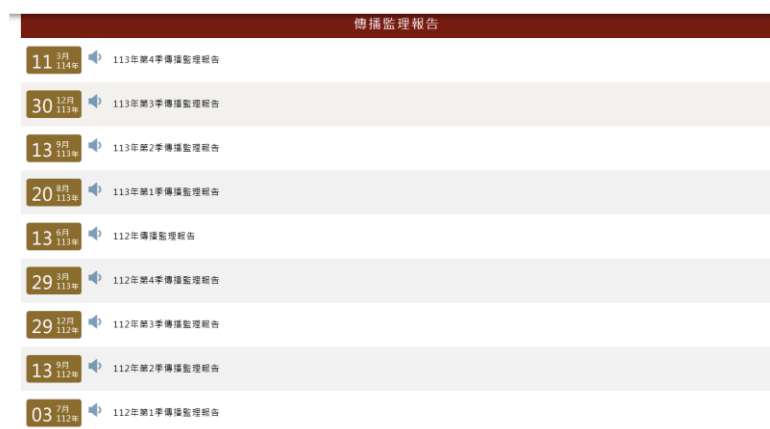 傳播監理報告
11 3月 114年 113年第4季傳播監理報告
30 12月 113年 113年第3季傳播監理報告
13 9月 113年 113年第2季傳播監理報告
20 8月 113年 113年第1季傳播監理報告
13 6月 113年 112年傳播監理報告
29 3月 113年 112年第4季傳播監理報告
29 12月 112年 112年第3季傳播監理報告
13 9月 112年 112年第2季傳播監理報告
03 7月 112年 112年第1季傳播監理報告